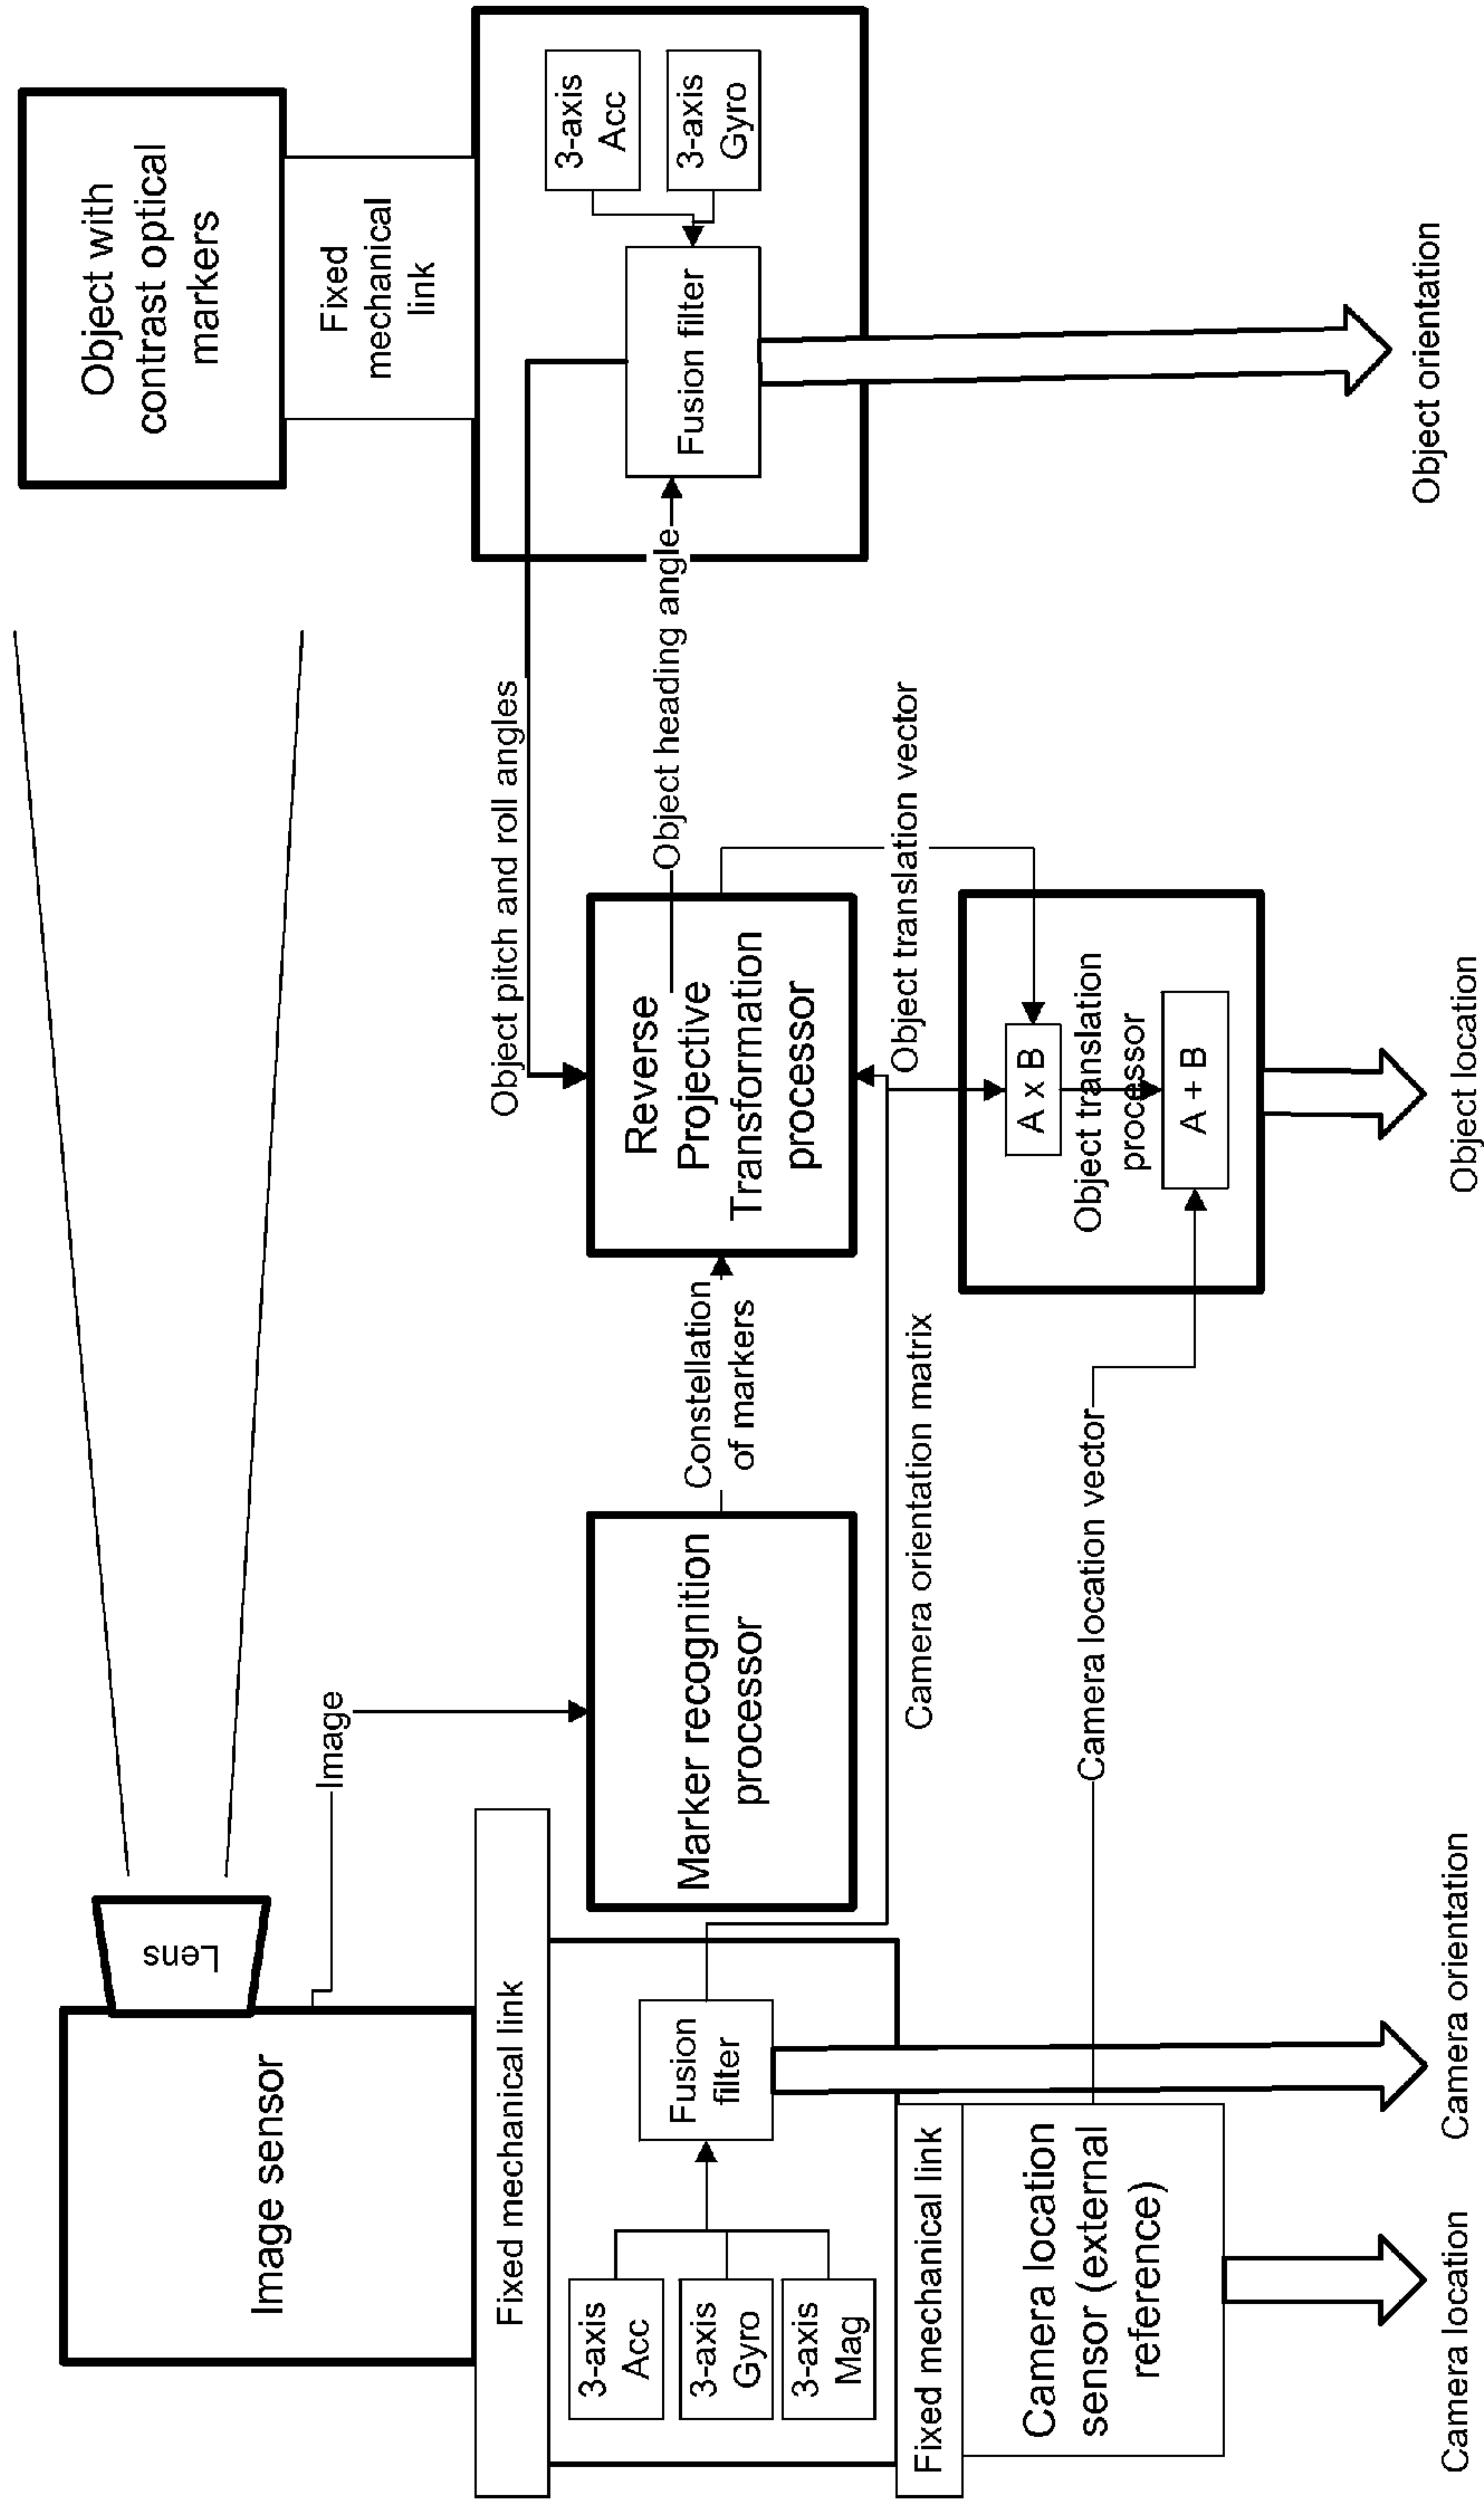 Image sensor
Lens
Image
Object with
contrast optical
markers
Fixed
mechanical
link
Fixed mechanical link
3-axis
Acc
3-axis
Gyro
3-axis
Mag
Fusion
filter
Marker recognition
processor
Constellation
of markers
Reverse
Projective
Transformation
processor
Object pitch and roll angles
Object heading angle
Fusion filter
3-axis
Acc
3-axis
Gyro
Object translation vector
Camera orientation matrix
Fixed mechanical link
Camera location
sensor (external
reference)
Camera location vector
A x B
Object translation
processor
A + B
Camera location
Camera orientation
Object location
Object orientation